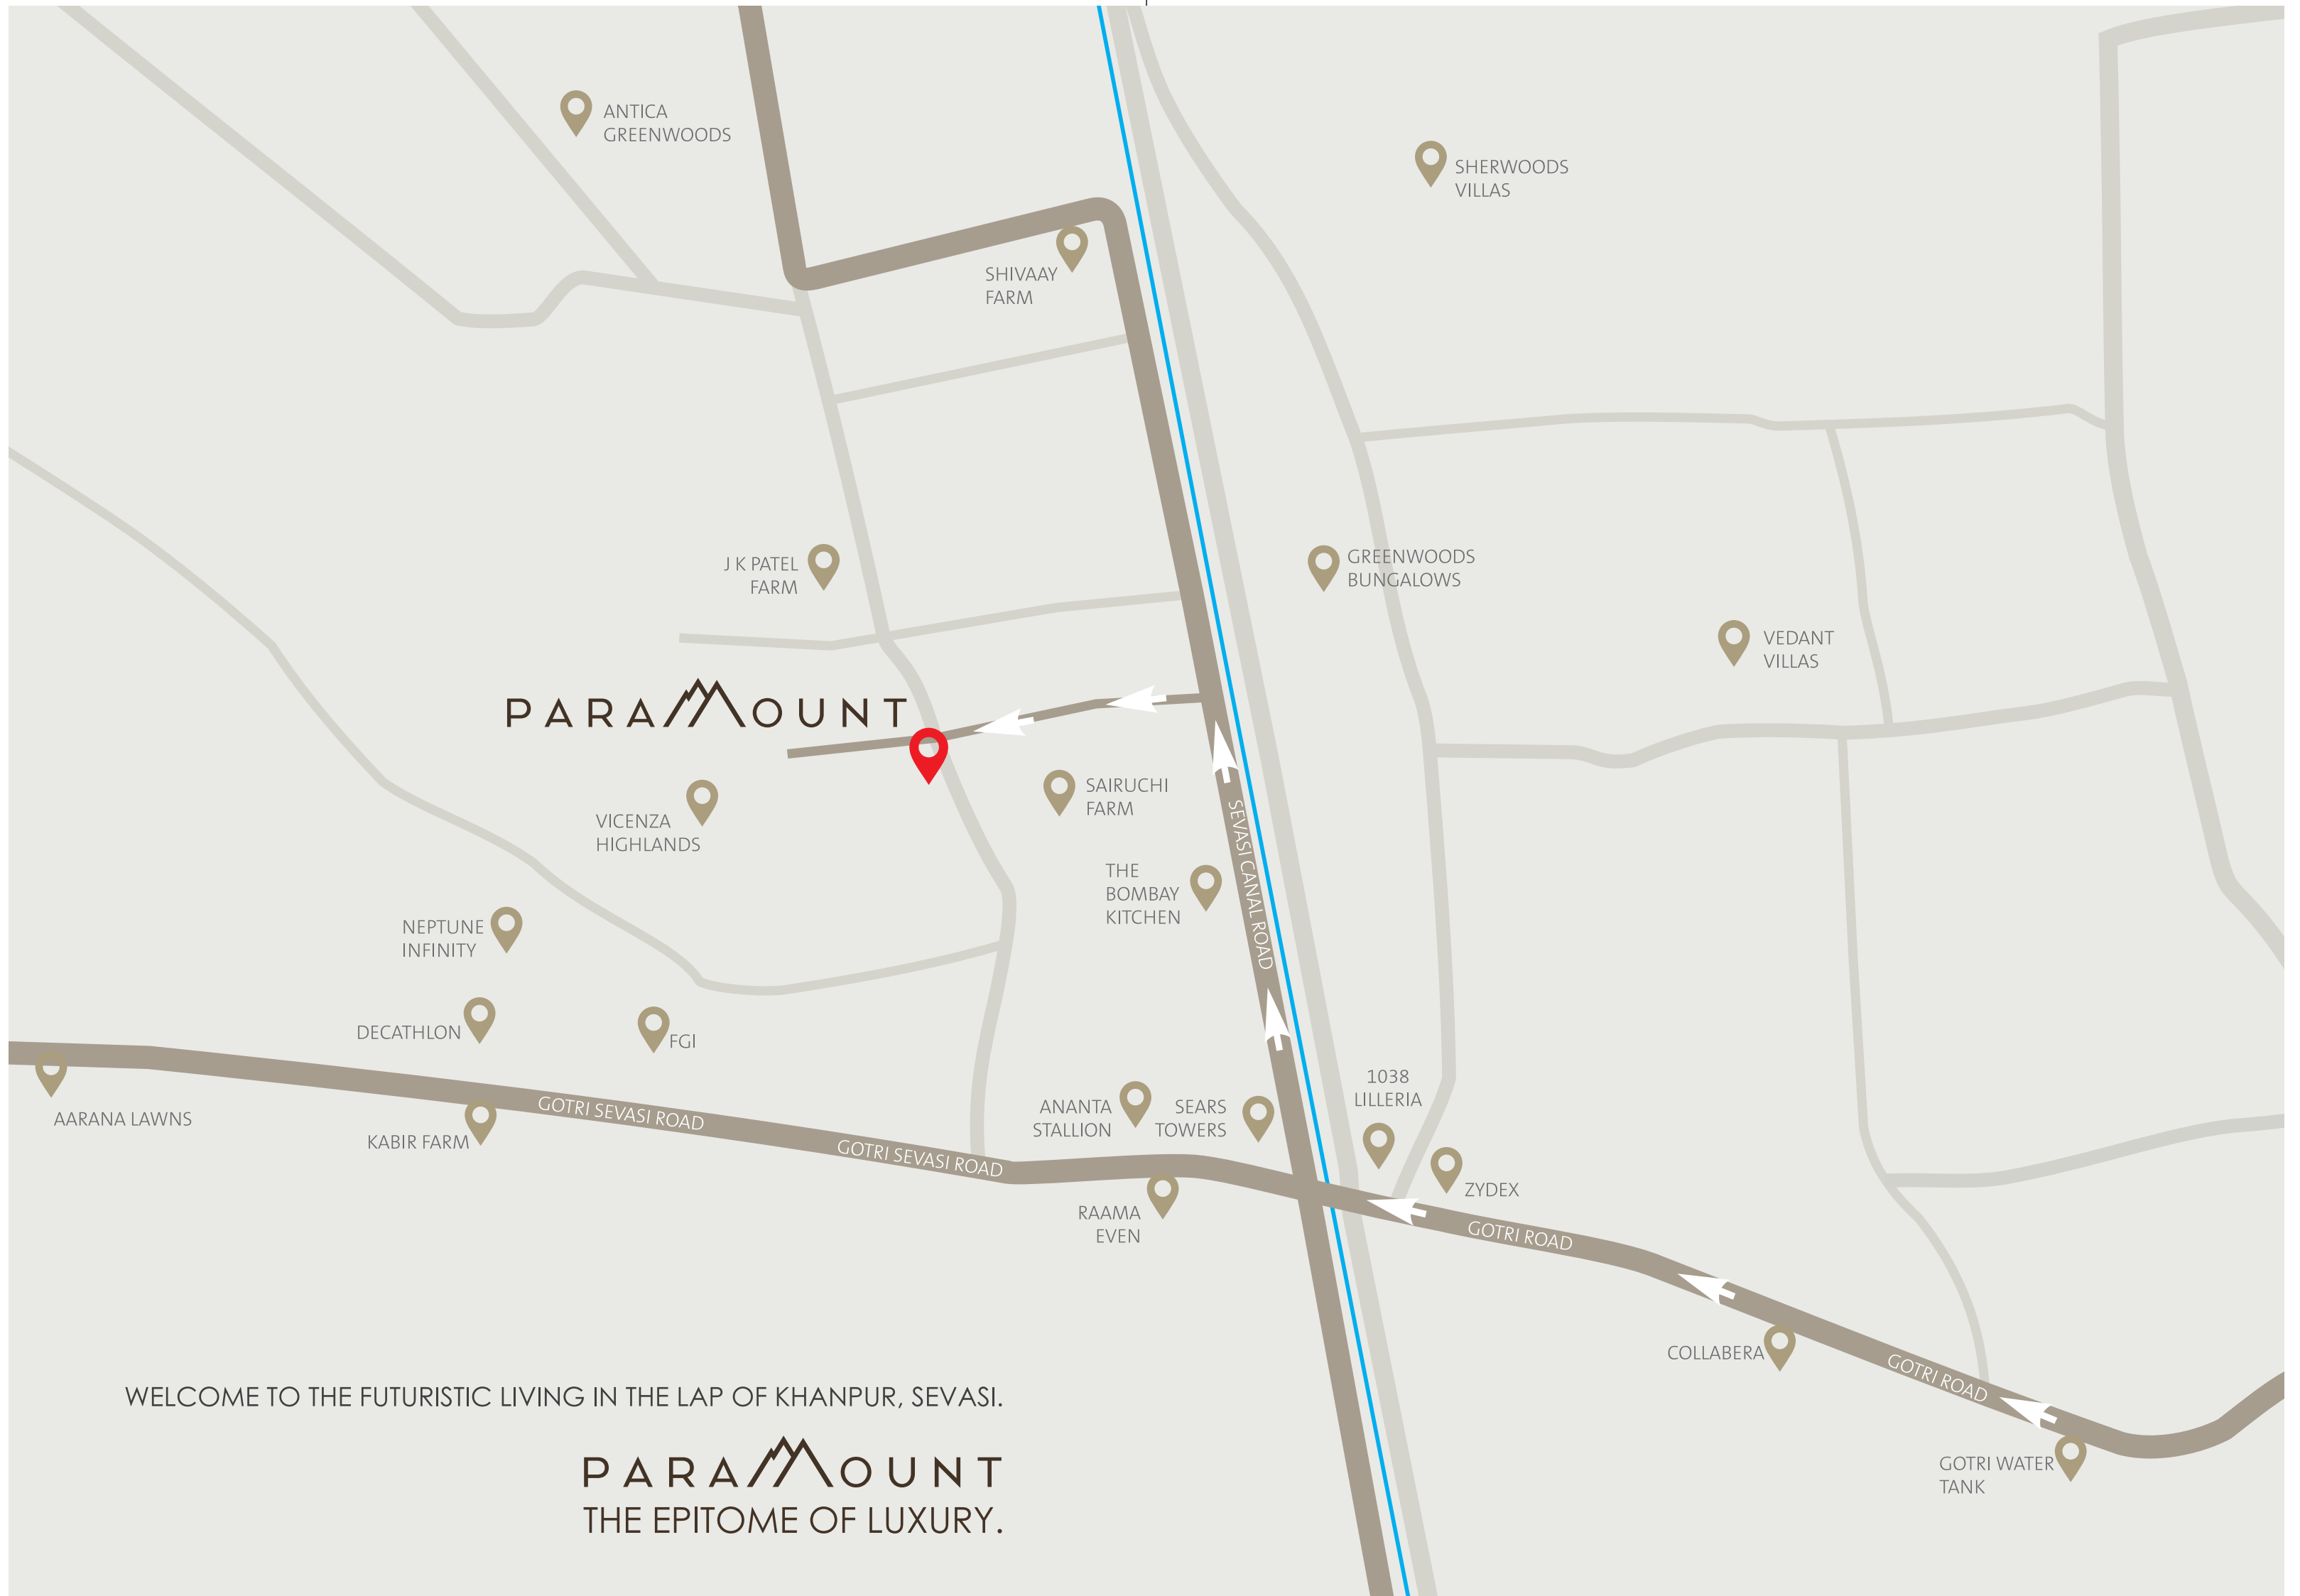 ANTICA
GREENWOODS
SHERWOODS
VILLAS
SHIVAAY
FARM
J K PATEL
FARM
GREENWOODS
BUNGALOWS
VEDANT
VILLAS
PARAMOUNT
SAIRUCHI
FARM
VICENZA
HIGHLANDS
SEVASI CANAL ROAD
THE
BOMBAY
KITCHEN
NEPTUNE
INFINITY
DECATHLON
FGI
AARANA LAWNS
KABIR FARM
GOTRI SEVASI ROAD
GOTRI SEVASI ROAD
ANANTA
STALLION
SEARS
TOWERS
1038
LILLERIA
ZYDEX
RAAMA
EVEN
GOTRI ROAD
COLLABERA
GOTRI ROAD
GOTRI WATER
TANK
WELCOME TO THE FUTURISTIC LIVING IN THE LAP OF KHANPUR, SEVASI.
PARAMOUNT
THE EPITOME OF LUXURY.